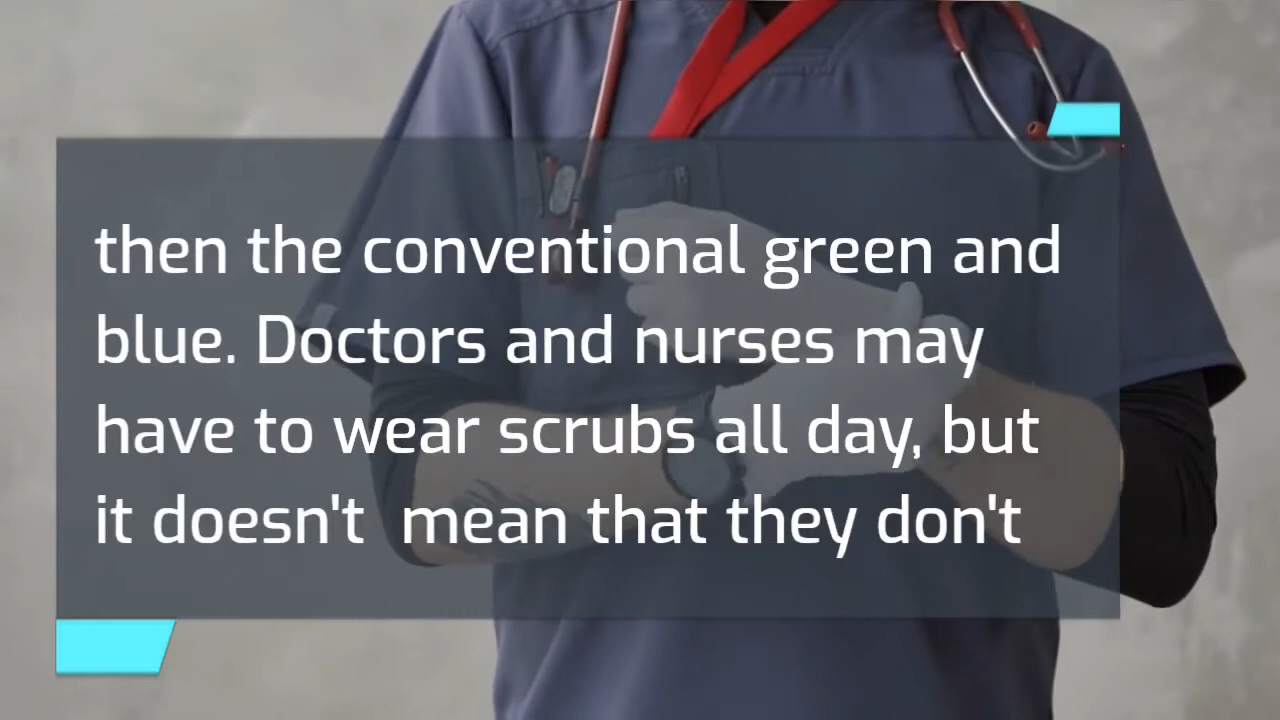 then the conventional green and
blue. Doctors and nurses may
have to wear scrubs all day, but
it doesn't  mean that they don't